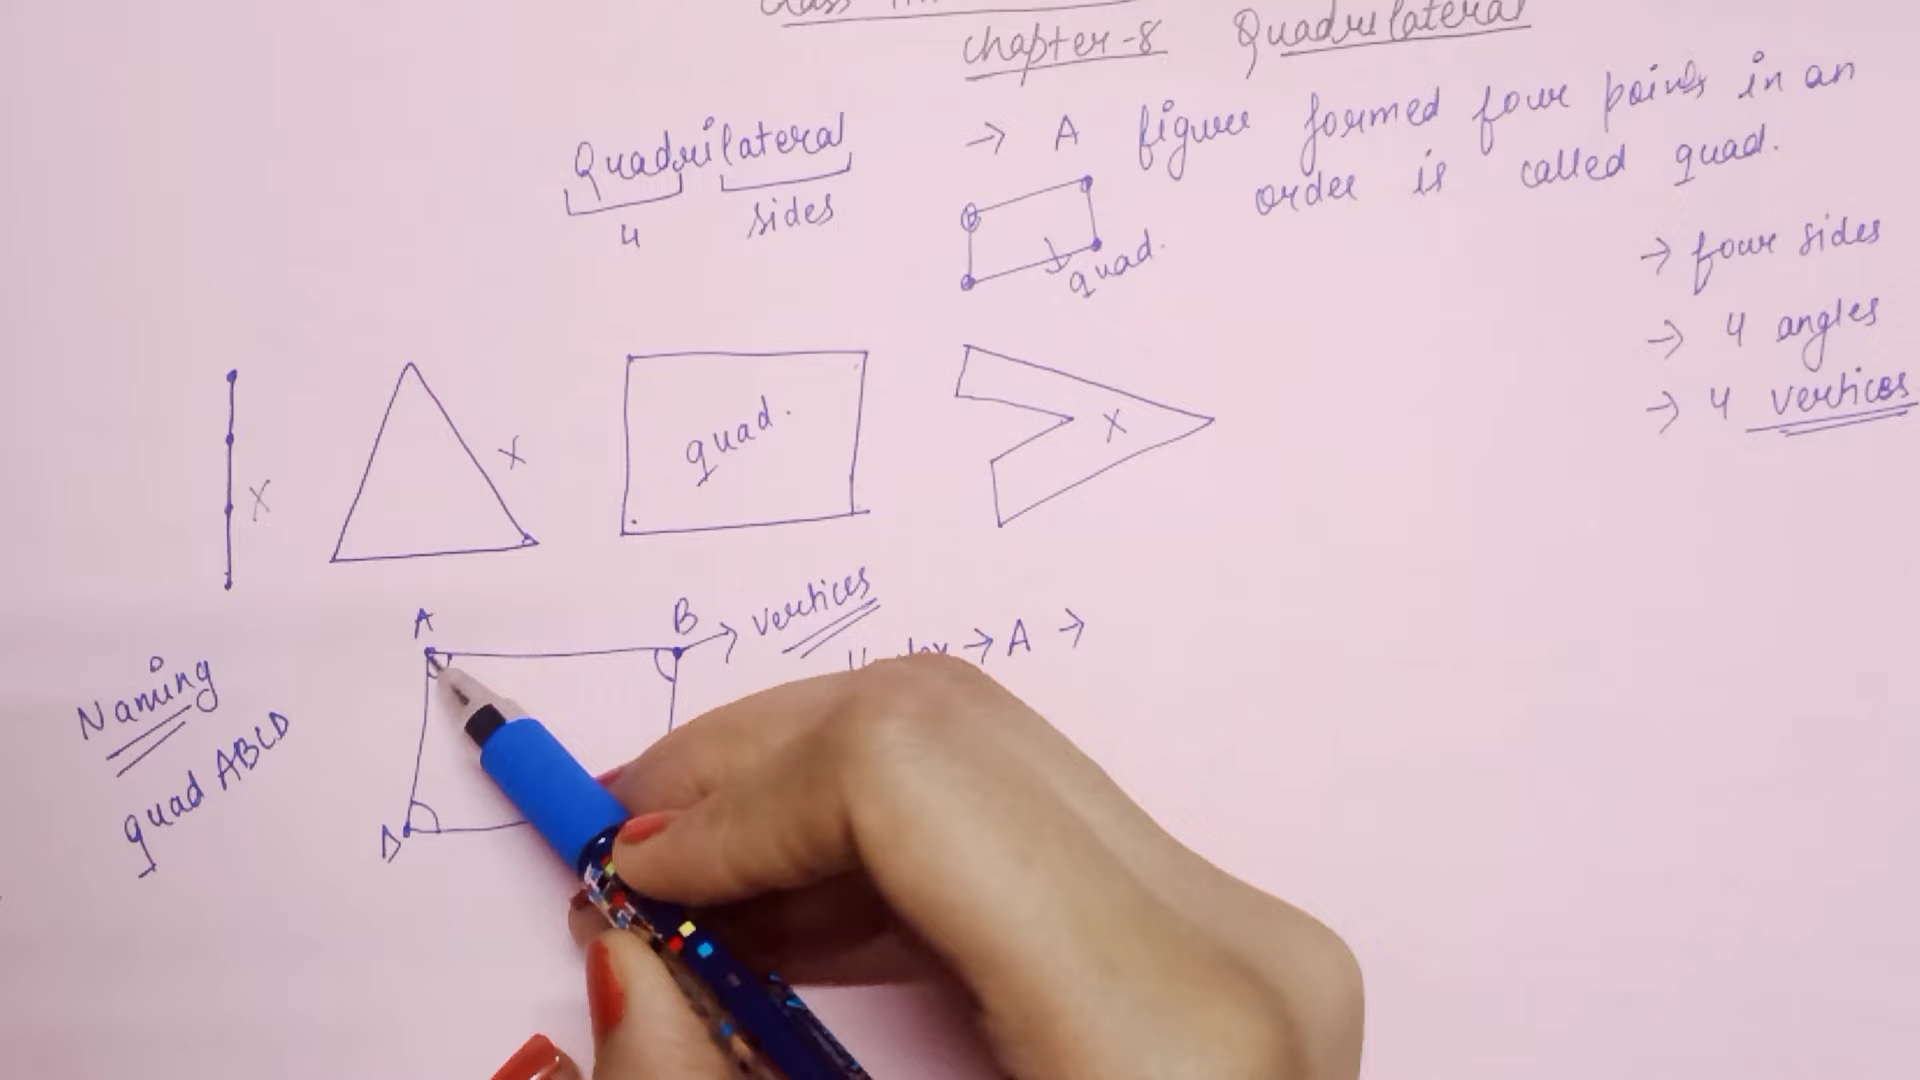 chapter-8 Quadrilateral
Quadrilateral
4 sides
→ A figure formed four points in an
order is called quad.
quad.
→ four sides
→ 4 angles
→ 4 vertices
X
X
quad.
X
Naming
quad ABCD
A
B
→ vertices
→ A →
D